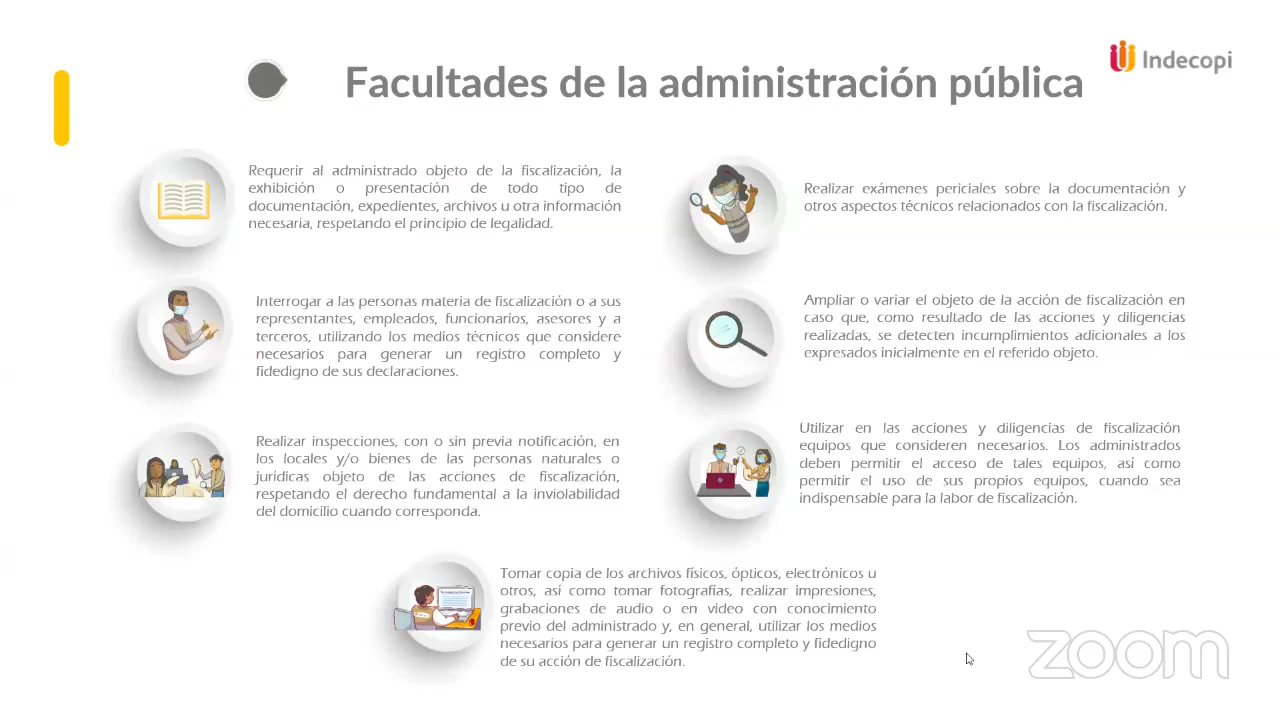 Indecopi
Facultades de la administración pública
Requerir al administrado objeto de la fiscalización, la
exhibición o presentación de todo tipo de
documentación, expedientes, archivos u otra información
necesaria, respetando el principio de legalidad.
Interrogar a las personas materia de fiscalización o a sus
representantes, empleados, funcionarios, asesores y a
terceros, utilizando los medios técnicos que considere
necesarios para generar un registro completo y
fidedigno de sus declaraciones.
Realizar inspecciones, con o sin previa notificación, en
los locales y/o bienes de las personas naturales o
jurídicas objeto de las acciones de fiscalización,
respetando el derecho fundamental a la inviolabilidad
del domicilio cuando corresponda.
Realizar exámenes periciales sobre la documentación y
otros aspectos técnicos relacionados con la fiscalización.
Ampliar o variar el objeto de la acción de fiscalización en
caso que, como resultado de las acciones y diligencias
realizadas, se detecten incumplimientos adicionales a los
expresados inicialmente en el referido objeto.
Utilizar en las acciones y diligencias de fiscalización
equipos que consideren necesarios. Los administrados
deben permitir el acceso de tales equipos, así como
permitir el uso de sus propios equipos, cuando sea
indispensable para la labor de fiscalización.
Tomar copia de los archivos físicos, ópticos, electrónicos u
otros, así como tomar fotografías, realizar impresiones,
grabaciones de audio o en video con conocimiento
previo del administrado y, en general, utilizar los medios
necesarios para generar un registro completo y fidedigno
de su acción de fiscalización.
zoom